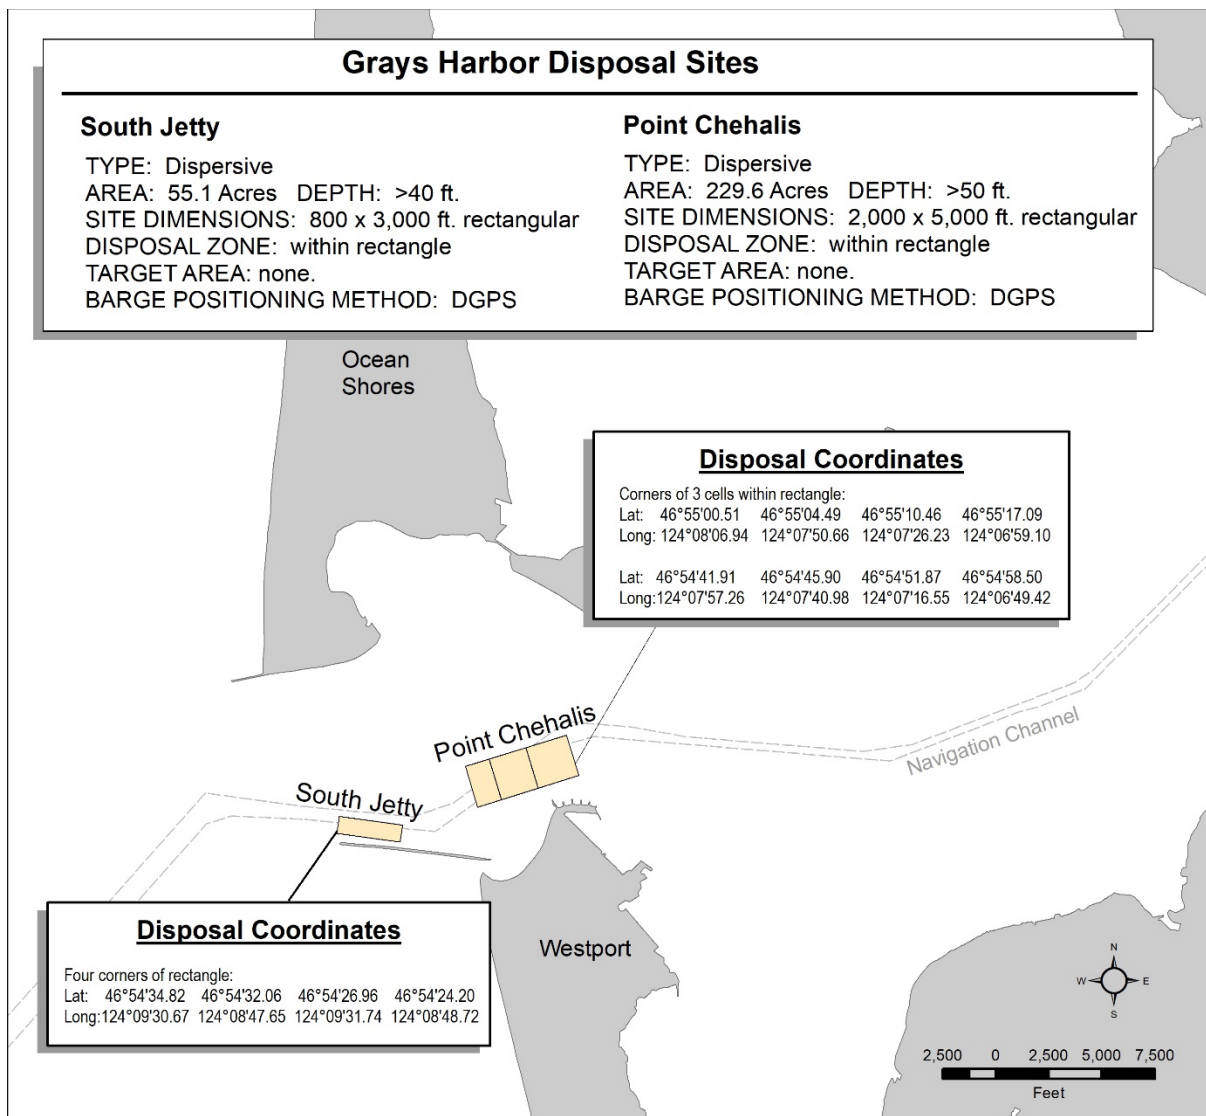 Grays Harbor Disposal Sites
South Jetty
TYPE: Dispersive
AREA: 55.1 Acres DEPTH: >40 ft.
SITE DIMENSIONS: 800 x 3,000 ft. rectangular
DISPOSAL ZONE: within rectangle
TARGET AREA: none.
BARGE POSITIONING METHOD: DGPS
Point Chehalis
TYPE: Dispersive
AREA: 229.6 Acres DEPTH: >50 ft.
SITE DIMENSIONS: 2,000 x 5,000 ft. rectangular
DISPOSAL ZONE: within rectangle
TARGET AREA: none.
BARGE POSITIONING METHOD: DGPS
Ocean
Shores
Disposal Coordinates
Corners of 3 cells within rectangle:
Lat: 46°55'00.51 46°55'04.49 46°55'10.46 46°55'17.09
Long: 124°08'06.94 124°07'50.66 124°07'26.23 124°06'59.10
Lat: 46°54'41.91 46°54'45.90 46°54'51.87 46°54'58.50
Long:124°07'57.26 124°07'40.98 124°07'16.55 124°06'49.42
Point Chehalis
Navigation Channel
South Jetty
Disposal Coordinates
Four corners of rectangle:
Lat: 46°54'34.82 46°54'32.06 46°54'26.96 46°54'24.20
Long:124°09'30.67 124°08'47.65 124°09'31.74 124°08'48.72
Westport
N
W E
S
2,500 0 2,500 5,000 7,500
Feet